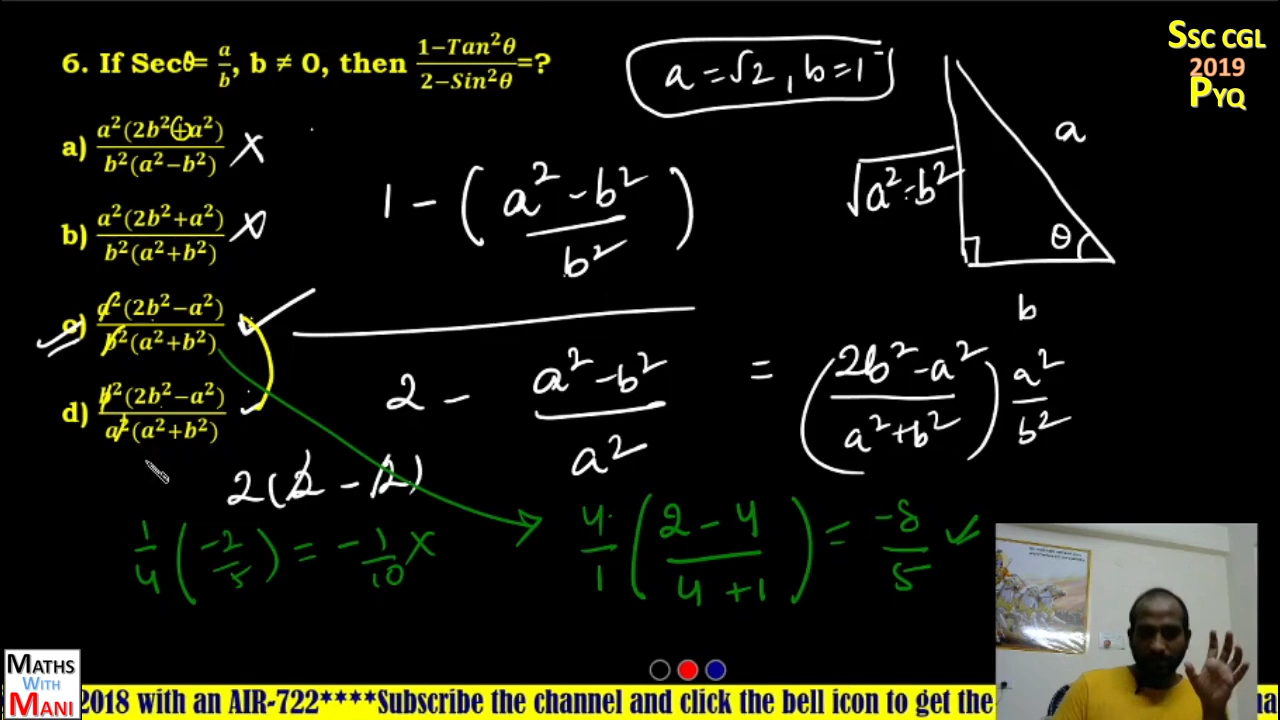 6. If Secθ= a/b, b ≠ 0, then (1−Tan²θ)/(2−Sin²θ)=?
a) a²(2b²+a²)/b²(a²−b²) ×
b) a²(2b²+a²)/b²(a²+b²) ×
c) a²(2b²−a²)/b²(a²+b²) ✓
d) b²(2b²−a²)/a²(a²+b²)
a = √2 , b = 1
SSC CGL
2019
PYQ
a
√a²-b²
θ
b
1 − ((a² − b²)/b²)
2 − (a² − b²)/a²
= ((2b² − a²)/(a² + b²)) a²/b²
2(2 − 2)
1/4 (−2/5) = −1/10 ×
4/1 ((2 − 4)/(4 + 1)) = −8/5 ✓
MATHS
WITH
MANI
2018 with an AIR-722****Subscribe the channel and click the bell icon to get the